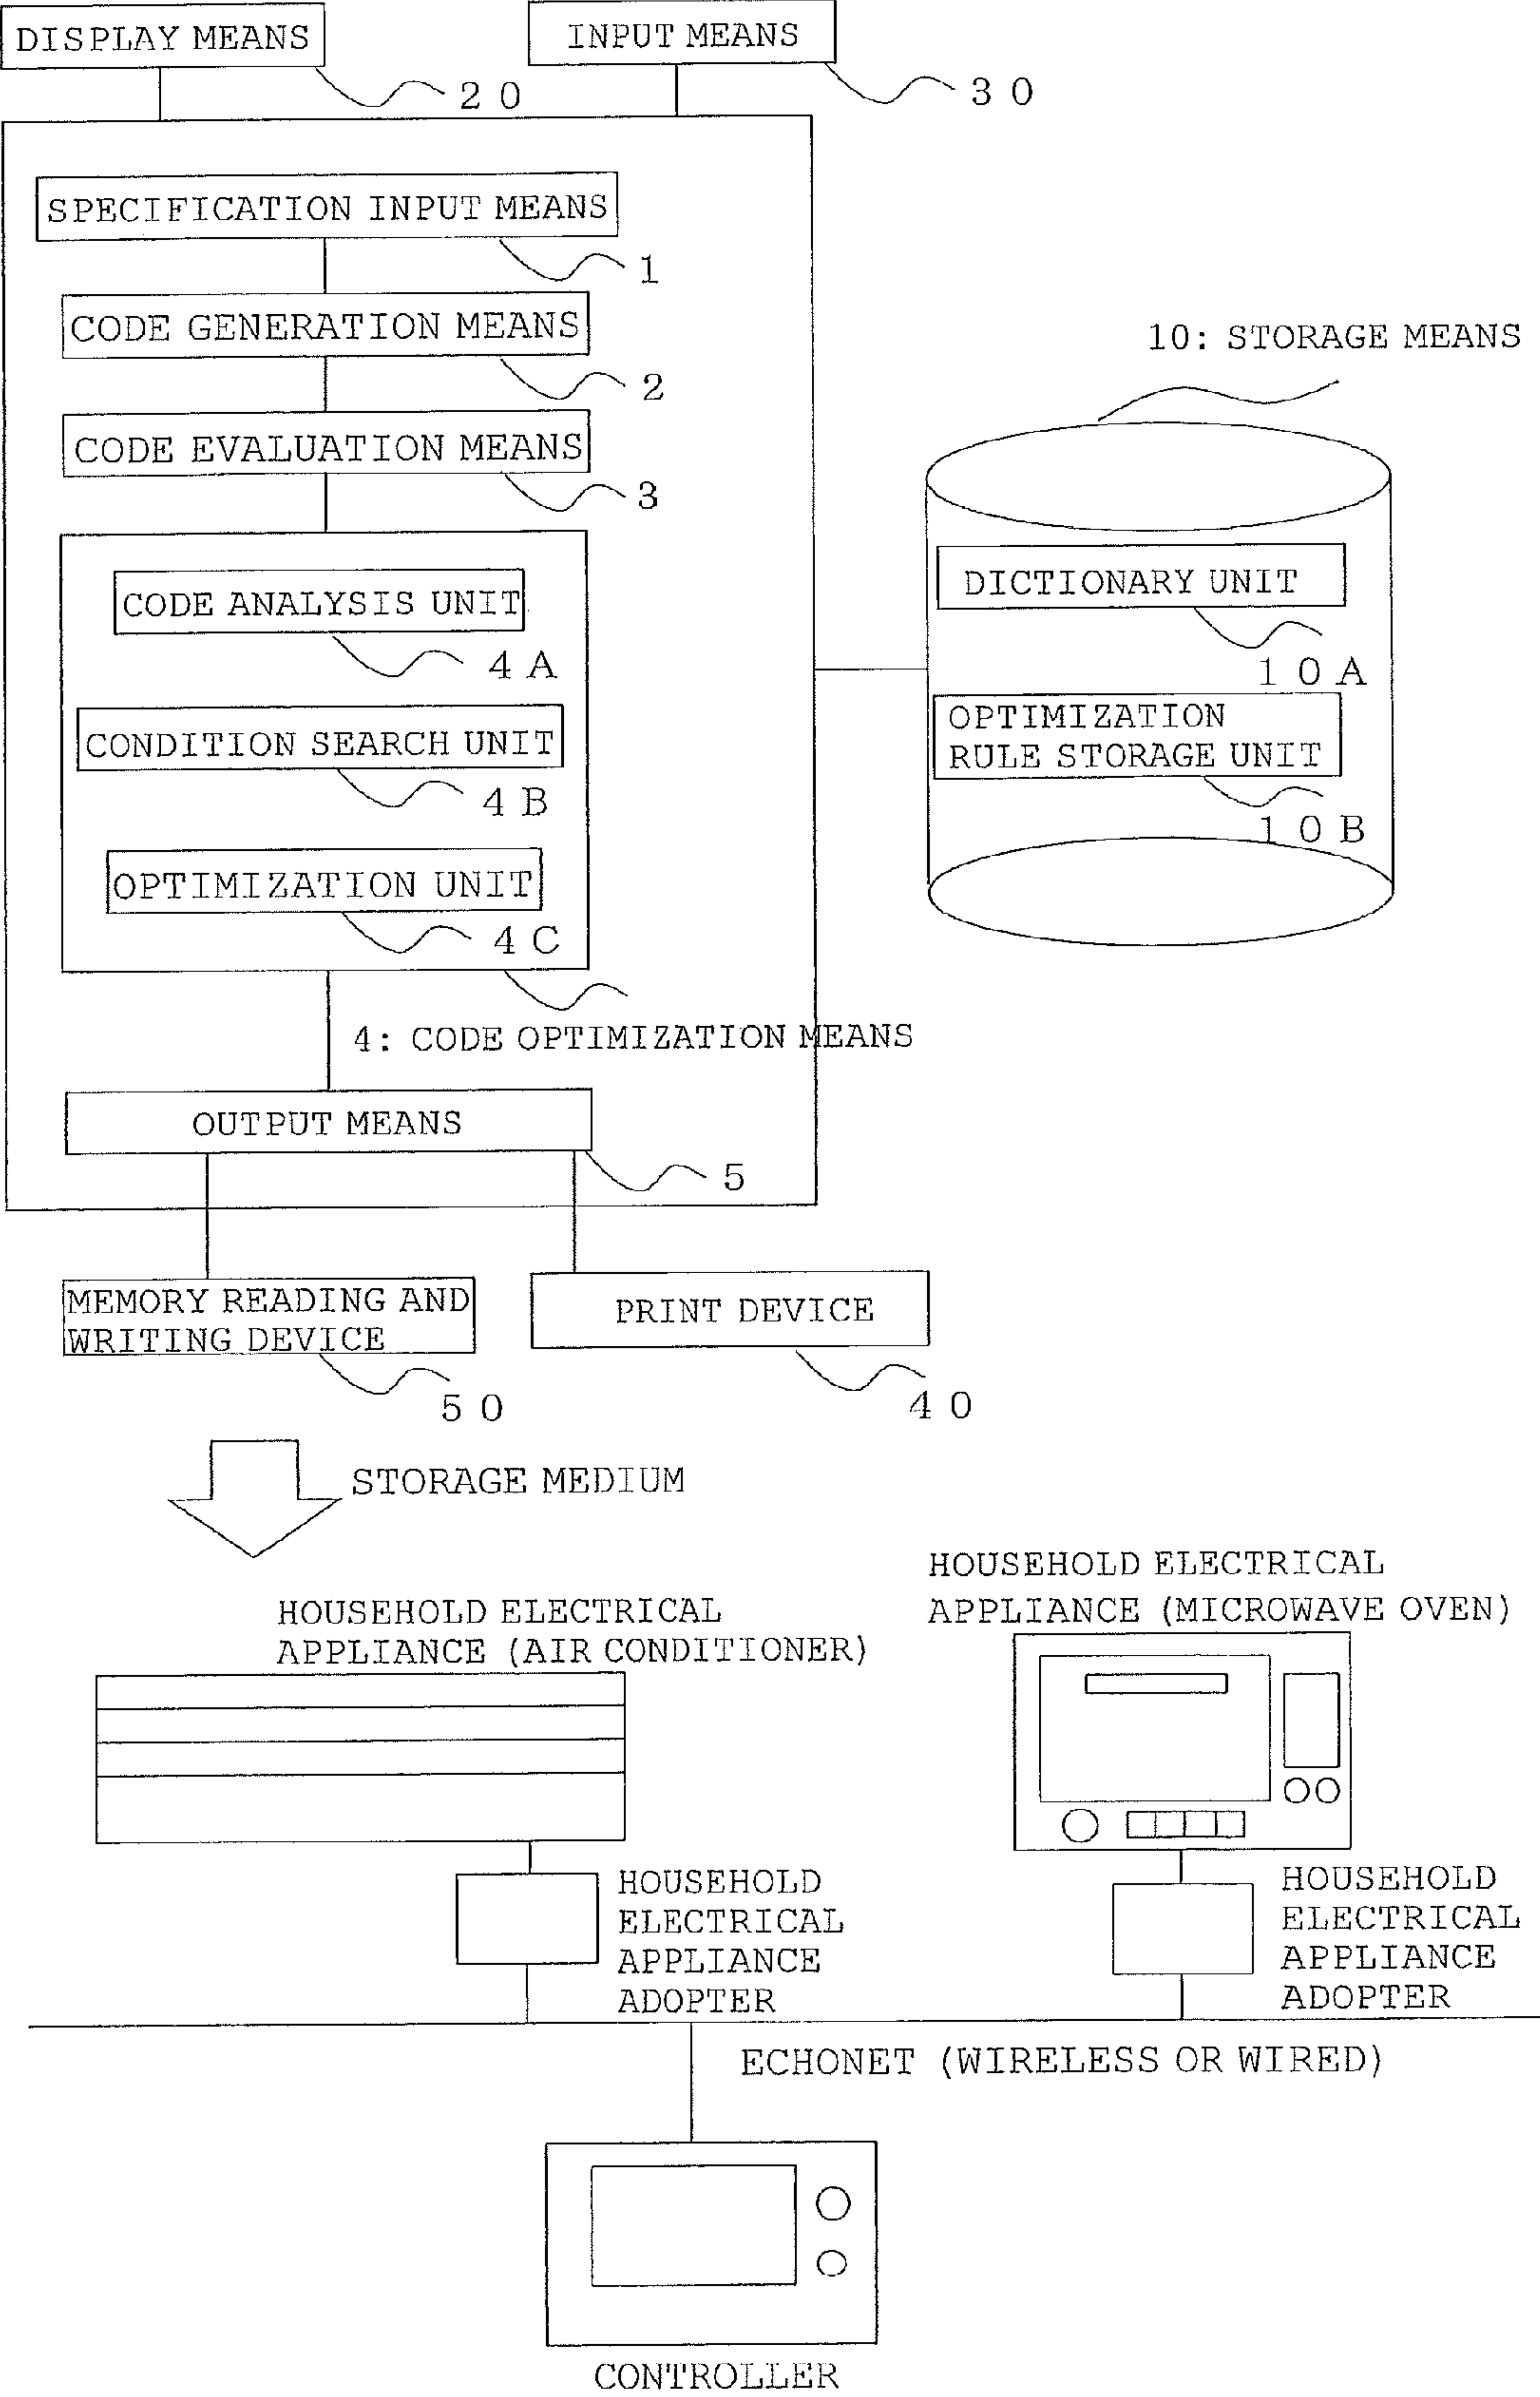 DISPLAY MEANS
INPUT MEANS
20
30
SPECIFICATION INPUT MEANS
1
CODE GENERATION MEANS
2
CODE EVALUATION MEANS
3
CODE ANALYSIS UNIT
4A
CONDITION SEARCH UNIT
4B
OPTIMIZATION UNIT
4C
4: CODE OPTIMIZATION MEANS
OUTPUT MEANS
5
10: STORAGE MEANS
DICTIONARY UNIT
10A
OPTIMIZATION
RULE STORAGE UNIT
10B
MEMORY READING AND
WRITING DEVICE
50
PRINT DEVICE
40
STORAGE MEDIUM
HOUSEHOLD ELECTRICAL
APPLIANCE (AIR CONDITIONER)
HOUSEHOLD ELECTRICAL
APPLIANCE (MICROWAVE OVEN)
HOUSEHOLD
ELECTRICAL
APPLIANCE
ADOPTER
HOUSEHOLD
ELECTRICAL
APPLIANCE
ADOPTER
ECHONET (WIRELESS OR WIRED)
CONTROLLER